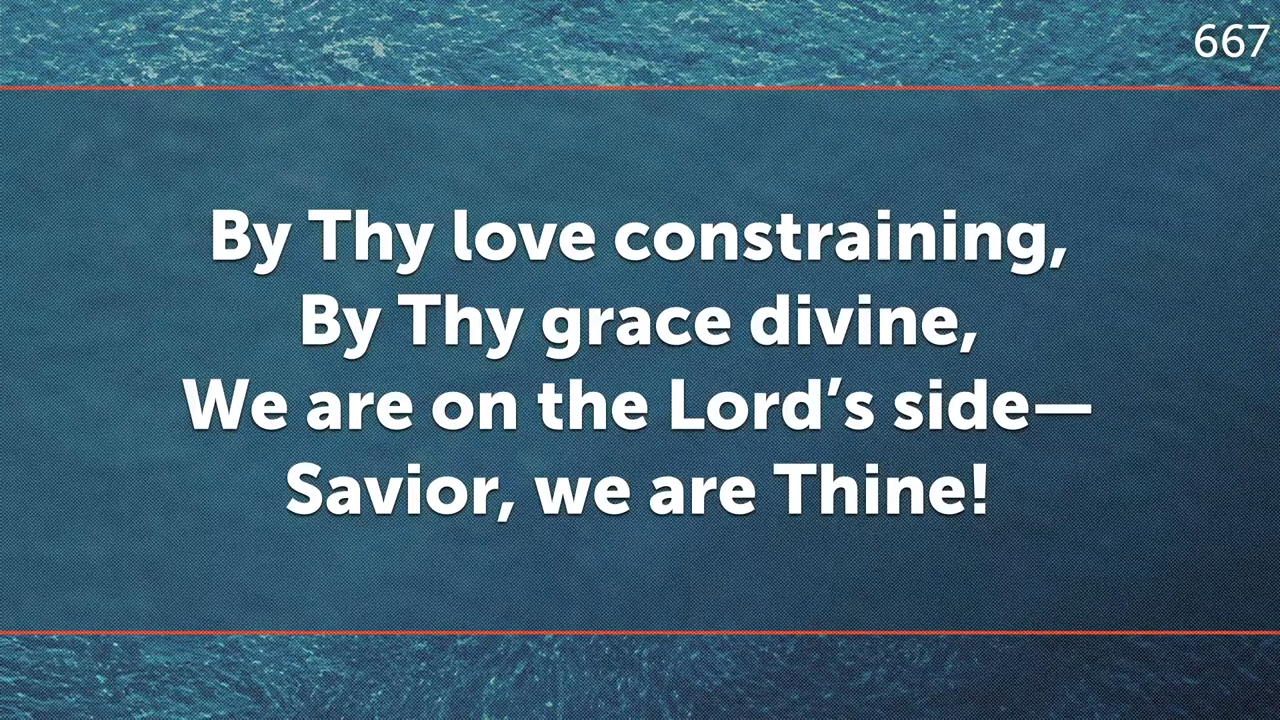 667
By Thy love constraining,
By Thy grace divine,
We are on the Lord’s side—
Savior, we are Thine!